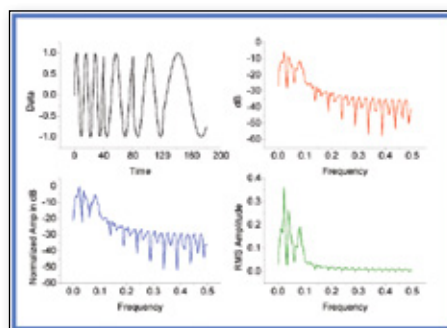 1.0
0.5
0.0
-0.5
-1.0
Data
0 40 80 120 160 200
Time
0
-10
-20
-30
-40
-50
-60
dB
0.0 0.1 0.2 0.3 0.4 0.5
Frequency
0
-10
-20
-30
-40
-50
-60
Normalized Amp in dB
0.0 0.1 0.2 0.3 0.4 0.5
Frequency
0.4
0.3
0.2
0.1
0.0
RMS Amplitude
0.0 0.1 0.2 0.3 0.4 0.5
Frequency